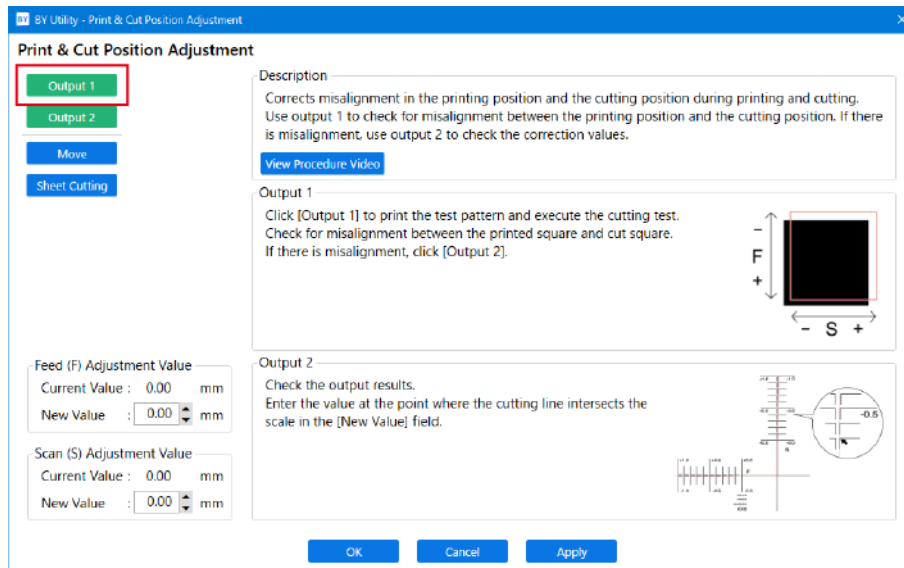 BY BY Utility - Print & Cut Position Adjustment
Print & Cut Position Adjustment
Output 1
Output 2
Move
Sheet Cutting
Description
Corrects misalignment in the printing position and the cutting position during printing and cutting.
Use output 1 to check for misalignment between the printing position and the cutting position. If there
is misalignment, use output 2 to check the correction values.
View Procedure Video
Output 1
Click [Output 1] to print the test pattern and execute the cutting test.
Check for misalignment between the printed square and cut square.
If there is misalignment, click [Output 2].
−
F
+
− S +
Feed (F) Adjustment Value
Current Value : 0.00 mm
New Value : 0.00 mm
Scan (S) Adjustment Value
Current Value : 0.00 mm
New Value : 0.00 mm
Output 2
Check the output results.
Enter the value at the point where the cutting line intersects the
scale in the [New Value] field.
-0.5
S
F
OK Cancel Apply